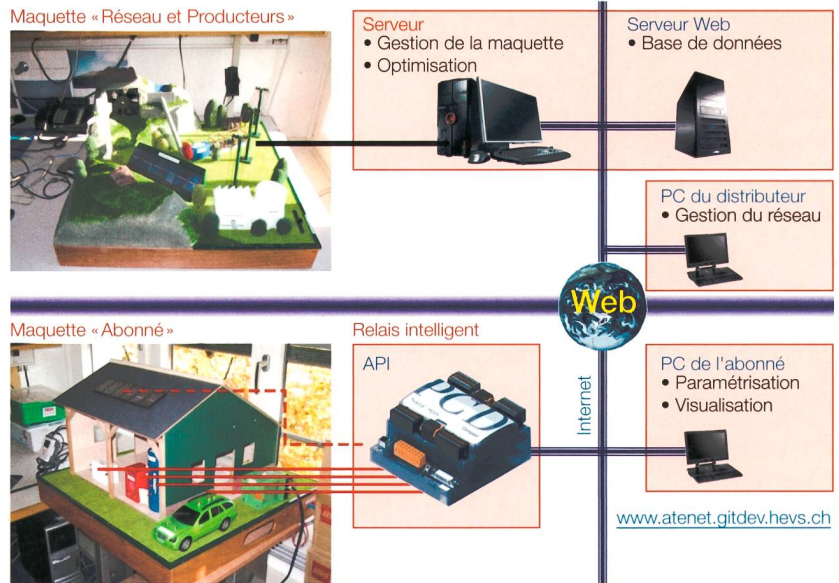 Maquette « Réseau et Producteurs »
Serveur
• Gestion de la maquette
• Optimisation
Serveur Web
• Base de données
PC du distributeur
• Gestion du réseau
Web
Maquette « Abonné »
Relais intelligent
API
PCD
Internet
PC de l'abonné
• Paramétrisation
• Visualisation
www.atenet.gitdev.hevs.ch